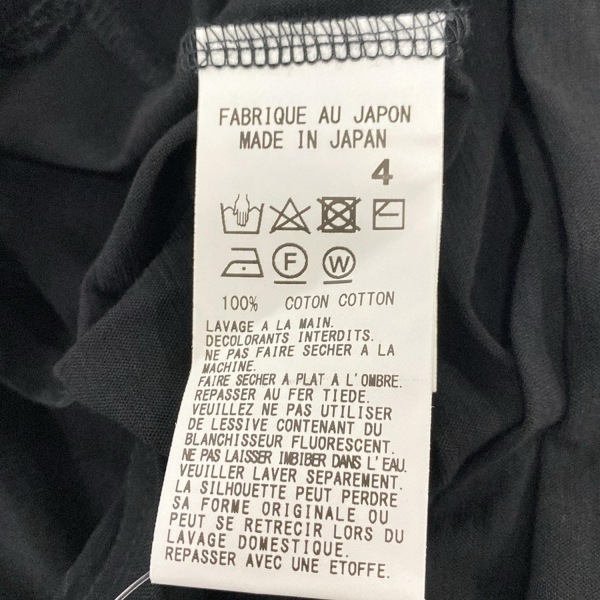 FABRIQUE AU JAPON
MADE IN JAPAN
4
F W
100% COTON COTTON
LAVAGE A LA MAIN.
DECOLORANTS INTERDITS.
NE PAS FAIRE SECHER A LA
MACHINE.
FAIRE SECHER A PLAT A L'OMBRE.
REPASSER AU FER TIEDE.
VEUILLEZ NE PAS UTILISER
DE LESSIVE CONTENANT DU
BLANCHISSEUR FLUORESCENT.
NE PAS LAISSER IMBIBER DANS L'EAU.
VEUILLER LAVER SEPAREMENT.
LA SILHOUETTE PEUT PERDRE
SA FORME ORIGINALE OU
PEUT SE RETRECIR LORS DU
LAVAGE DOMESTIQUE.
REPASSER AVEC UNE ETOFFE.